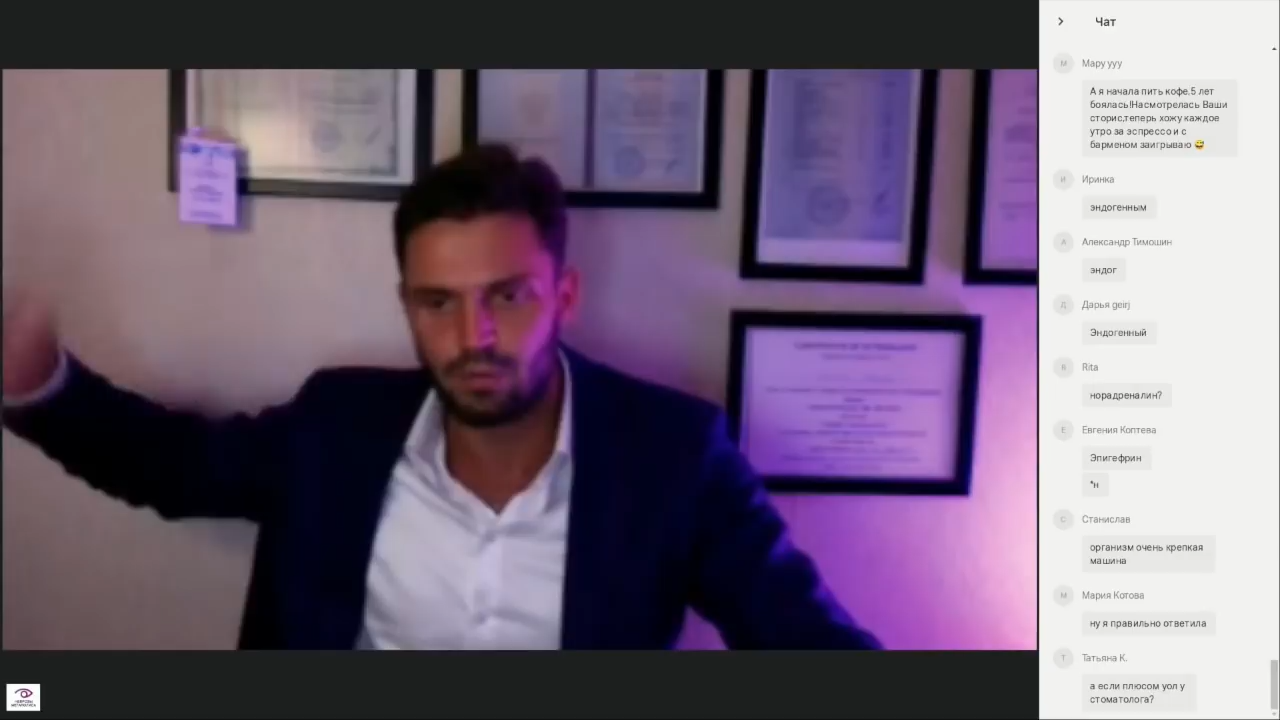 Чат
Мару ууу
А я начала пить кофе,5 лет
боялась!Насмотрелась Ваши
сторис,теперь хожу каждое
утро за эспрессо и с
барменом заигрываю 😅
Иринка
эндогенным
Александр Тимошин
эндог
Дарья geirj
Эндогенный
Rita
норадреналин?
Евгения Коптева
Эпигефрин
*н
Станислав
организм очень крепкая
машина
Мария Котова
ну я правильно ответила
Татьяна К.
а если плюсом уол у
стоматолога?